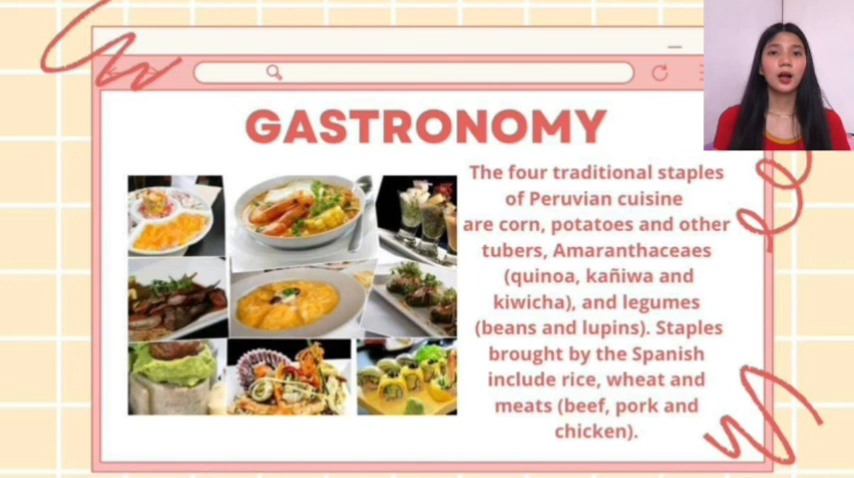 GASTRONOMY
The four traditional staples
of Peruvian cuisine
are corn, potatoes and other
tubers, Amaranthaceaes
(quinoa, kañiwa and
kiwicha), and legumes
(beans and lupins). Staples
brought by the Spanish
include rice, wheat and
meats (beef, pork and
chicken).